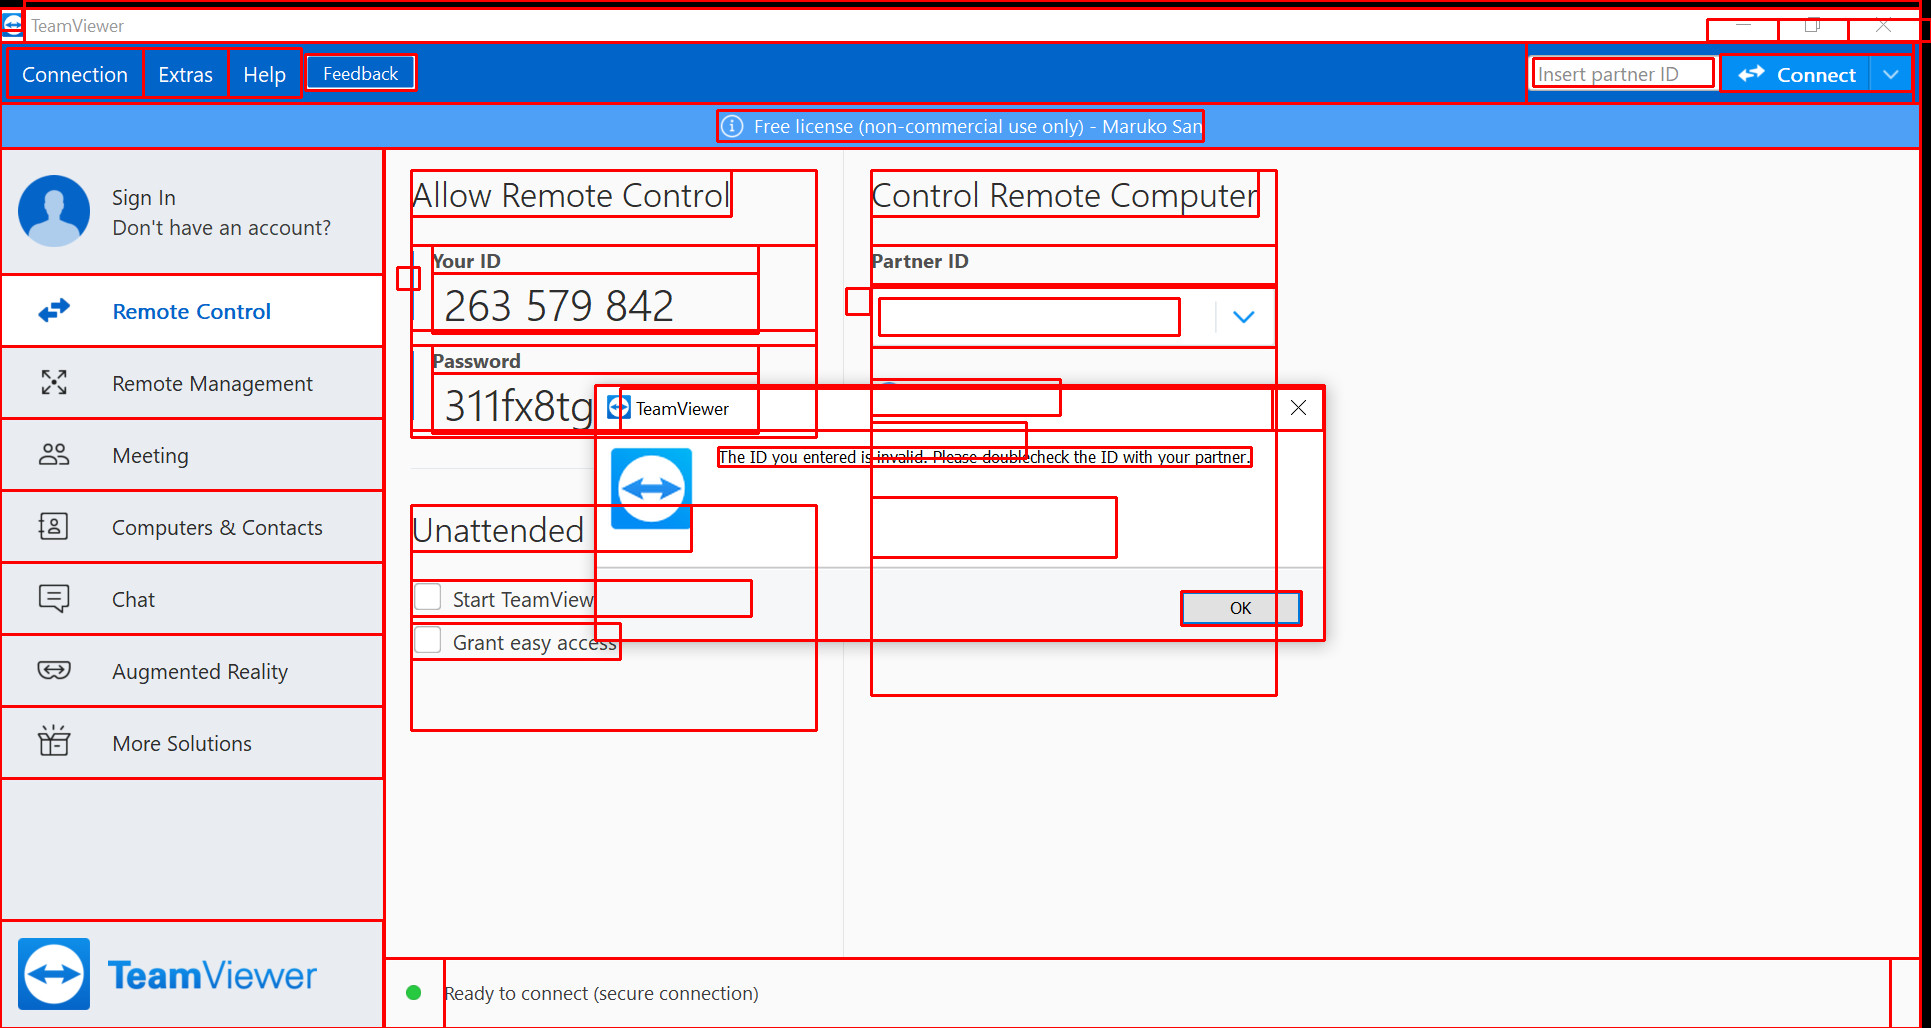 TeamViewer
Connection
Extras
Help
Feedback
Insert partner ID
Connect
Free license (non-commercial use only) - Maruko San
Sign In
Don't have an account?
Remote Control
Remote Management
Meeting
Computers & Contacts
Chat
Augmented Reality
More Solutions
TeamViewer
Allow Remote Control
Your ID
263 579 842
Password
311fx8tg
Unattended
Start TeamView
Grant easy access
Control Remote Computer
Partner ID
TeamViewer
The ID you entered is invalid. Please doublecheck the ID with your partner.
OK
Ready to connect (secure connection)